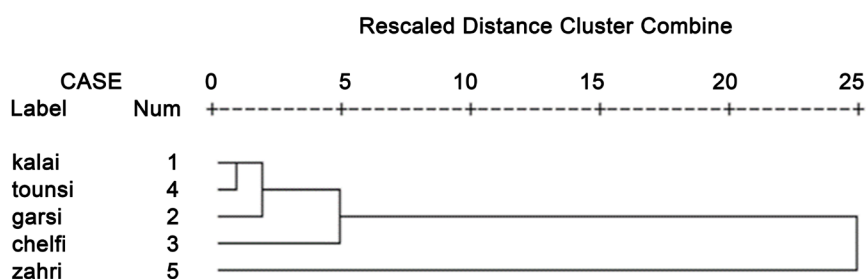 Rescaled Distance Cluster Combine
CASE 0 5 10 15 20 25
Label Num +---------+---------+---------+---------+---------+
kalai 1
tounsi 4
garsi 2
chelfi 3
zahri 5